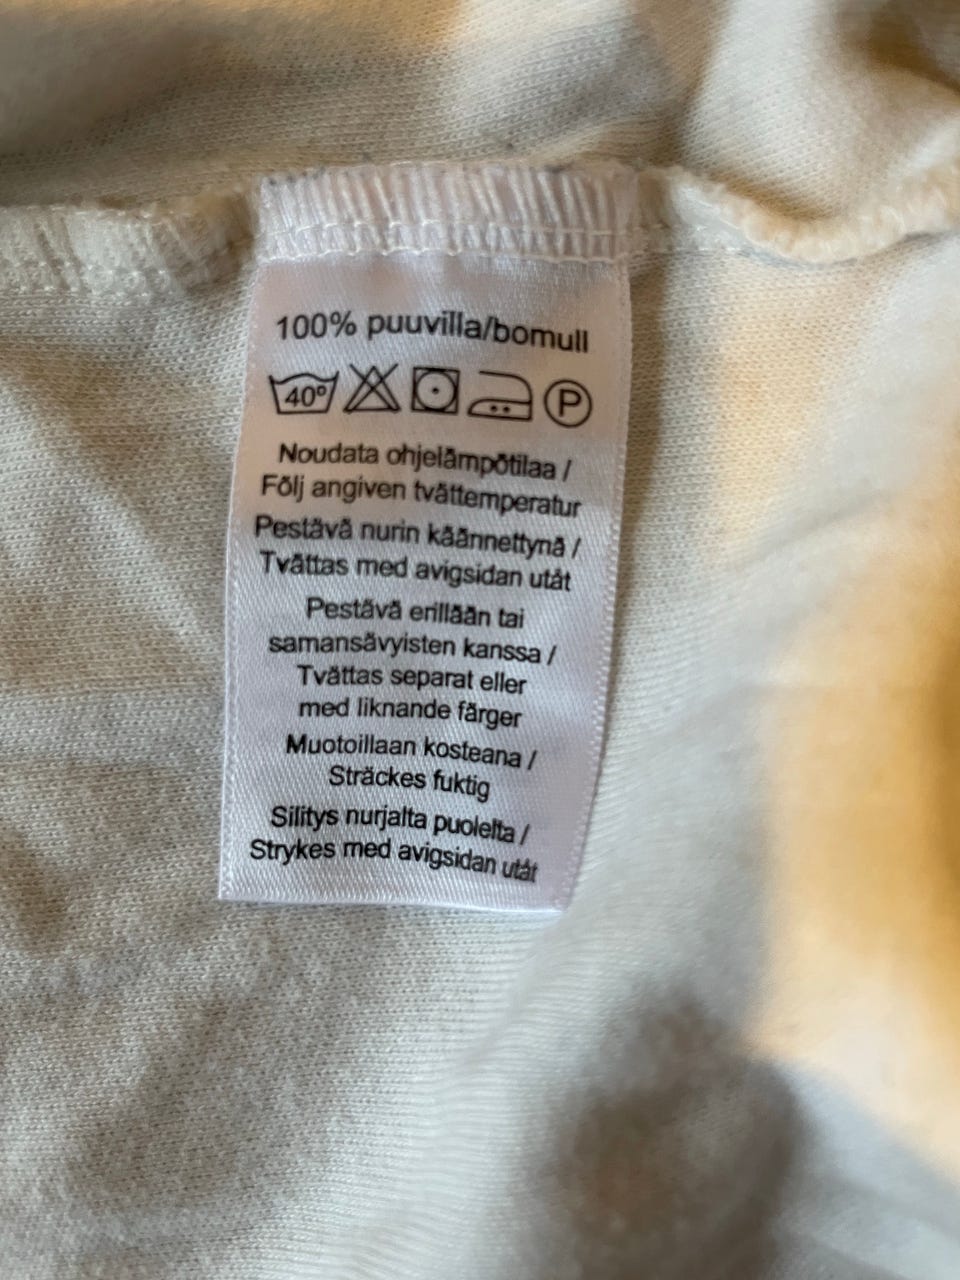 100% puuvilla/bomull
40° P
Noudata ohjelämpötilaa /
Följ angiven tvättemperatur
Pestävä nurin käännettynä /
Tvättas med avigsidan utåt
Pestävä erillään tai
samansävyisten kanssa /
Tvättas separat eller
med liknande färger
Muotoillaan kosteana /
Sträckes fuktig
Silitys nurjalta puolelta /
Strykes med avigsidan utåt